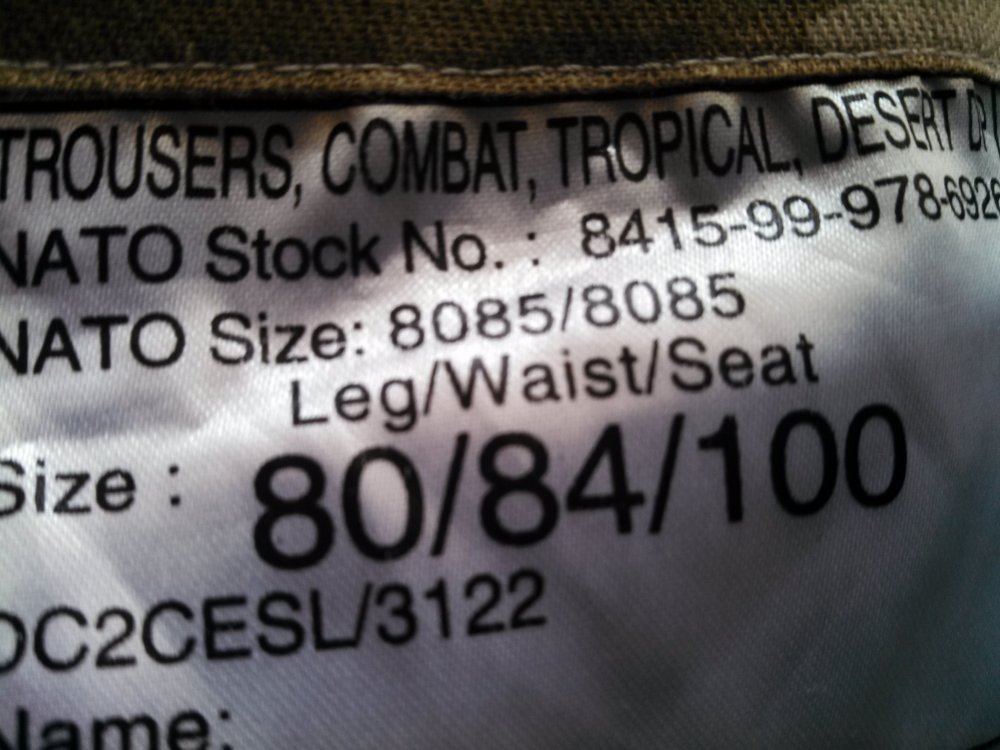 TROUSERS, COMBAT, TROPICAL, DESERT DP
NATO Stock No. : 8415-99-978-6926
NATO Size: 8085/8085
Leg/Waist/Seat
Size : 80/84/100
DC2CESL/3122
Name: